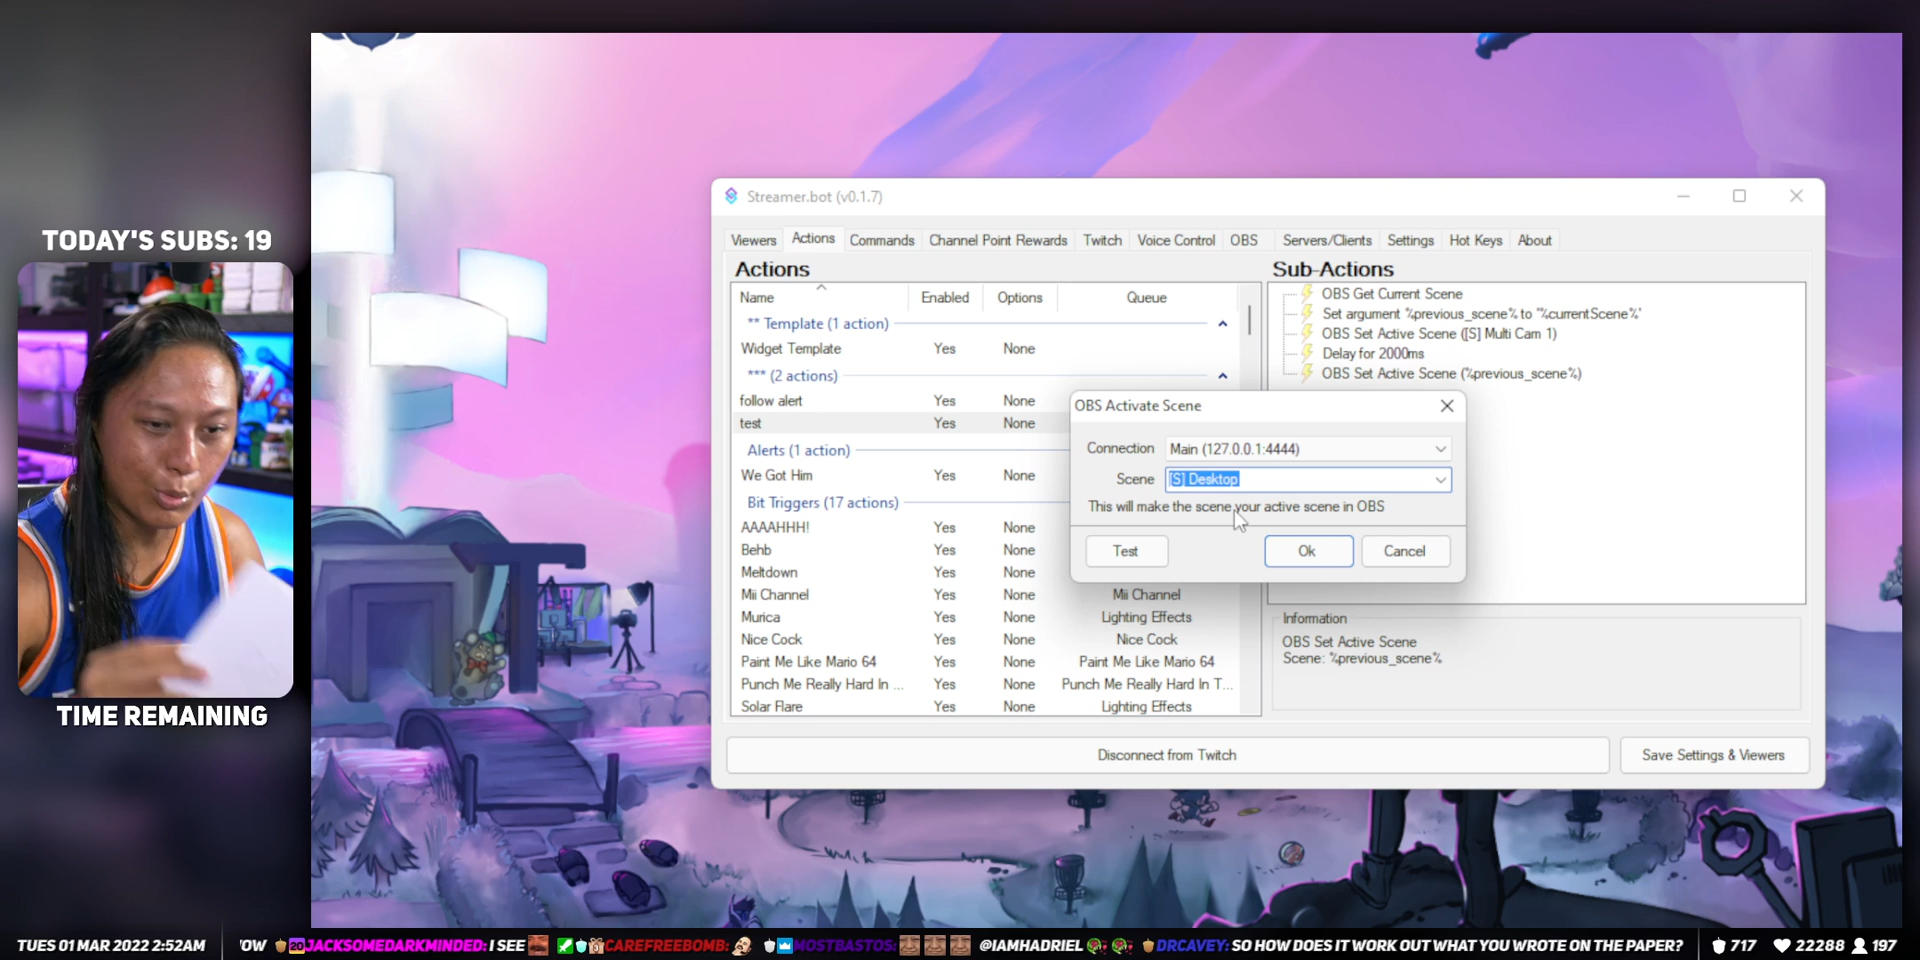 TODAY'S SUBS: 19
TIME REMAINING
Streamer.bot (v0.1.7)
Viewers Actions Commands Channel Point Rewards Twitch Voice Control OBS Servers/Clients Settings Hot Keys About
Actions
Name Enabled Options Queue
** Template (1 action)
Widget Template Yes None
*** (2 actions)
follow alert Yes None
test Yes None
Alerts (1 action)
We Got Him Yes None
Bit Triggers (17 actions)
AAAAHHH! Yes None
Behb Yes None
Meltdown Yes None
Mii Channel Yes None Mii Channel
Murica Yes None Lighting Effects
Nice Cock Yes None Nice Cock
Paint Me Like Mario 64 Yes None Paint Me Like Mario 64
Punch Me Really Hard In ... Yes None Punch Me Really Hard In T...
Solar Flare Yes None Lighting Effects
Sub-Actions
OBS Get Current Scene
Set argument %previous_scene% to '%currentScene%'
OBS Set Active Scene ([S] Multi Cam 1)
Delay for 2000ms
OBS Set Active Scene (%previous_scene%)
OBS Activate Scene
Connection Main (127.0.0.1:4444)
Scene [S] Desktop
This will make the scene your active scene in OBS
Test Ok Cancel
Information
OBS Set Active Scene
Scene: %previous_scene%
Disconnect from Twitch Save Settings & Viewers
TUES 01 MAR 2022 2:52AM 'OW 20 JACKSOMEDARKMINDED: I SEE CAREFREEBOMB: MOSTBASTOS: @IAMHADRIEL DRCAVEY: SO HOW DOES IT WORK OUT WHAT YOU WROTE ON THE PAPER? 717 22288 197